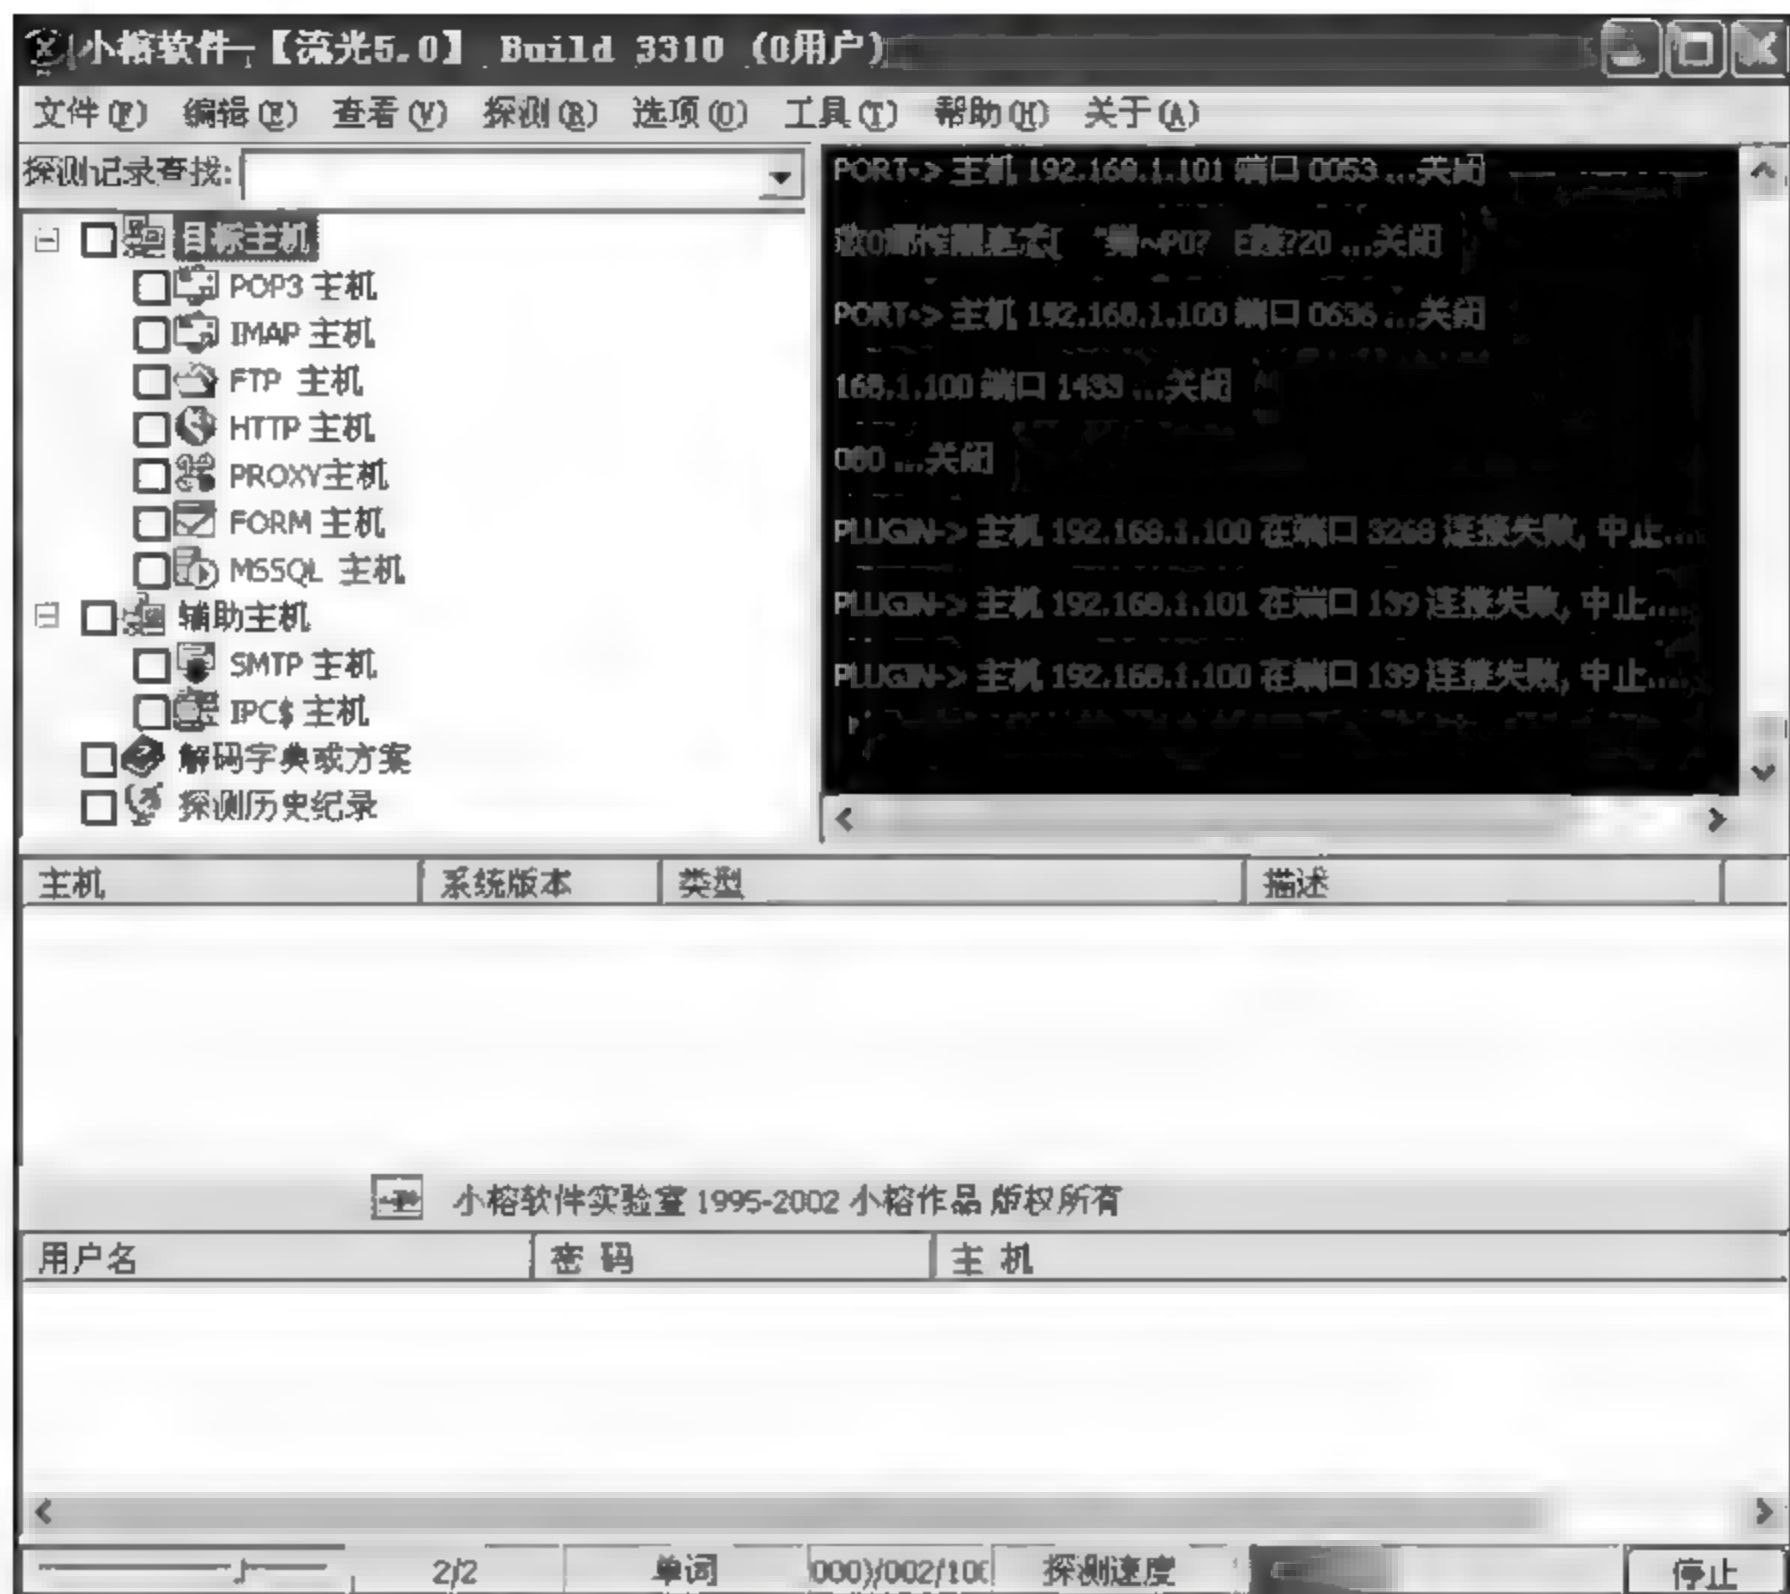 小榕软件-【流光5.0】 Build 3310 (0用户)
文件(F) 编辑(E) 查看(V) 探测(R) 选项(O) 工具(T) 帮助(H) 关于(A)
探测记录查找:
目标主机
POP3 主机
IMAP 主机
FTP 主机
HTTP 主机
PROXY主机
FORM 主机
MSSQL 主机
辅助主机
SMTP 主机
IPC$ 主机
解码字典或方案
探测历史纪录
PORT-> 主机 192.168.1.101 端口 0053 ...关闭
?20 ...关闭
PORT-> 主机 192.168.1.100 端口 0636 ...关闭
168.1.100 端口 1433 ...关闭
080 ...关闭
PLUGIN-> 主机 192.168.1.100 在端口 3268 连接失败, 中止....
PLUGIN-> 主机 192.168.1.101 在端口 139 连接失败, 中止....
PLUGIN-> 主机 192.168.1.100 在端口 139 连接失败, 中止....
主机 系统版本 类型 描述
小榕软件实验室 1995-2002 小榕作品 版权所有
用户名 密 码 主 机
2/2 单词 000)/002/100 探测速度 停止